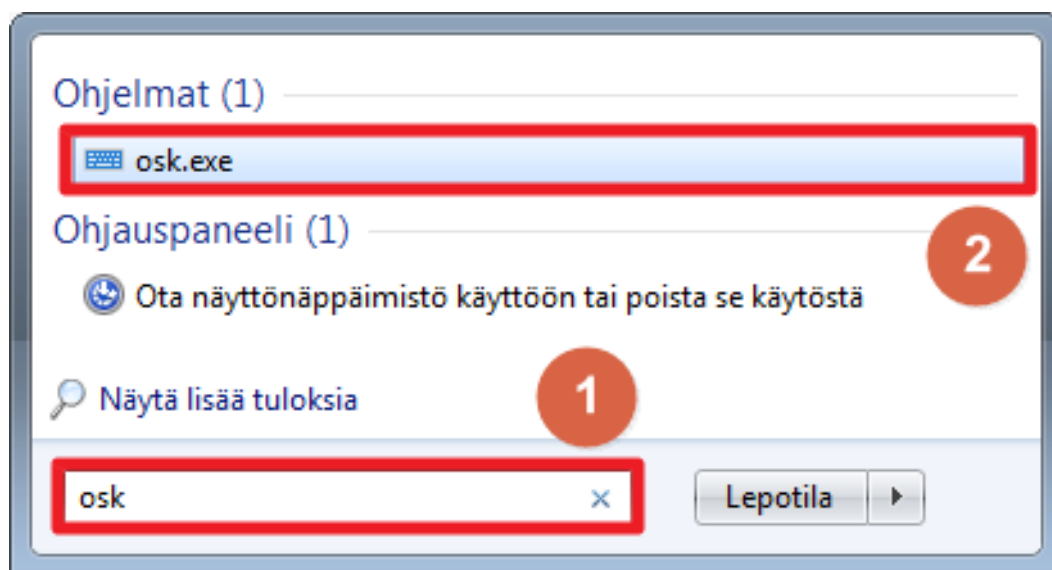 Ohjelmat (1)
osk.exe
Ohjauspaneeli (1)
2
Ota näyttönäppäimistö käyttöön tai poista se käytöstä
1
Näytä lisää tuloksia
osk
Lepotila